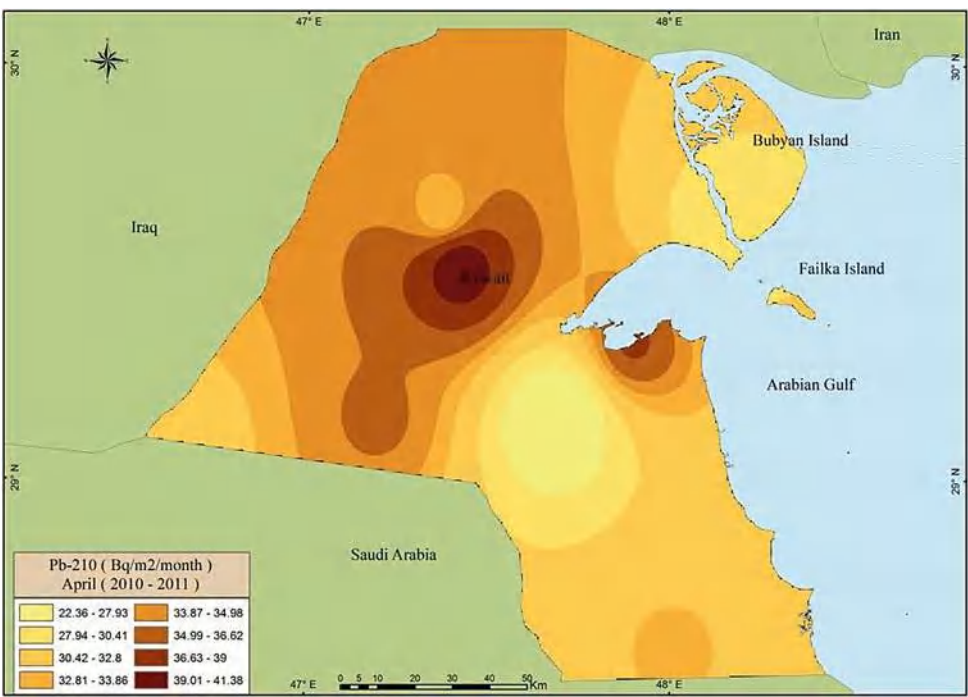 47° E
48° E
Iran
30° N
30° N
Bubyan Island
Iraq
Failka Island
Kuwait
Arabian Gulf
29° N
29° N
Saudi Arabia
Pb-210 ( Bq/m2/month )
April ( 2010 - 2011 )
22.36 - 27.93
33.87 - 34.98
27.94 - 30.41
34.99 - 36.62
30.42 - 32.8
36.63 - 39
32.81 - 33.86
39.01 - 41.38
0 5 10 20 30 40 50 Km
47° E
48° E